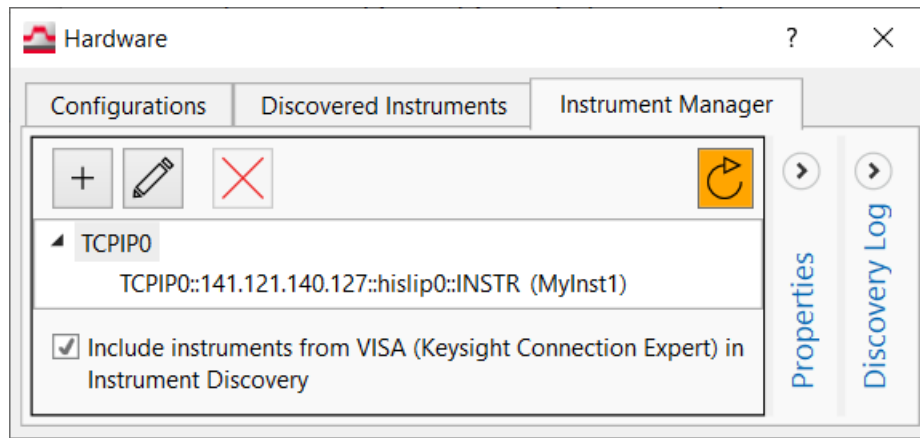 Hardware
?
Configurations
Discovered Instruments
Instrument Manager
TCPIP0
TCPIP0::141.121.140.127::hislip0::INSTR (MyInst1)
Include instruments from VISA (Keysight Connection Expert) in
Instrument Discovery
Properties
Discovery Log